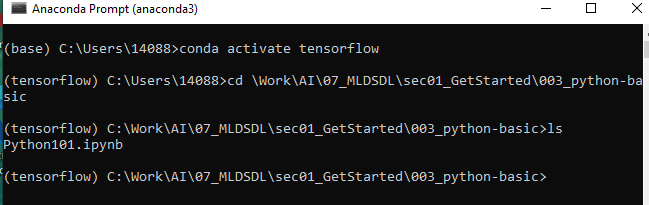 Anaconda Prompt (anaconda3)
(base) C:\Users\14088>conda activate tensorflow
(tensorflow) C:\Users\14088>cd \Work\AI\07_MLDSDL\sec01_GetStarted\003_python-ba
sic
(tensorflow) C:\Work\AI\07_MLDSDL\sec01_GetStarted\003_python-basic>ls
Python101.ipynb
(tensorflow) C:\Work\AI\07_MLDSDL\sec01_GetStarted\003_python-basic>